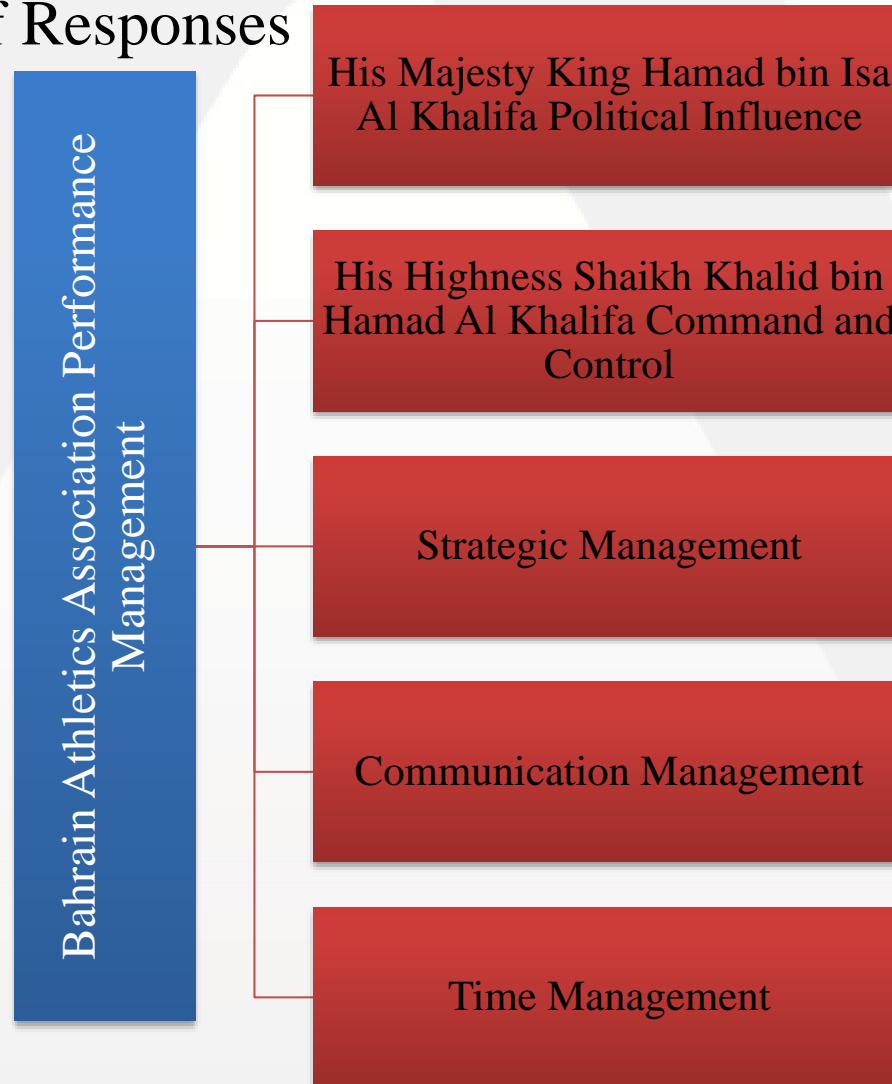 f Responses
Bahrain Athletics Association Performance
Management
His Majesty King Hamad bin Isa
Al Khalifa Political Influence
His Highness Shaikh Khalid bin
Hamad Al Khalifa Command and
Control
Strategic Management
Communication Management
Time Management